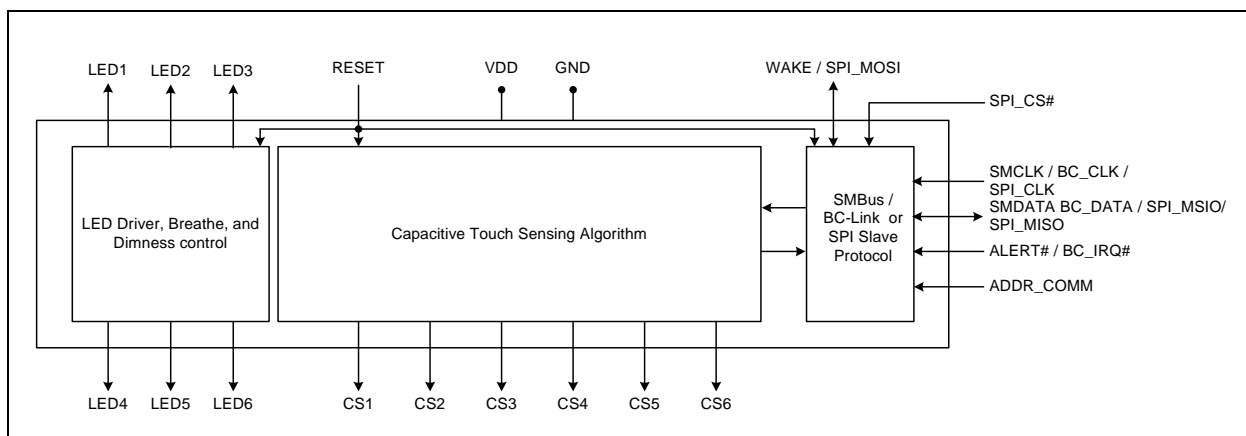 LED1
LED2
LED3
RESET
VDD
GND
WAKE / SPI_MOSI
SPI_CS#
LED Driver, Breathe, and
Dimness control
Capacitive Touch Sensing Algorithm
SMBus /
BC-Link or
SPI Slave
Protocol
SMCLK / BC_CLK /
SPI_CLK
SMDATA BC_DATA / SPI_MSIO/
SPI_MISO
ALERT# / BC_IRQ#
ADDR_COMM
LED4
LED5
LED6
CS1
CS2
CS3
CS4
CS5
CS6